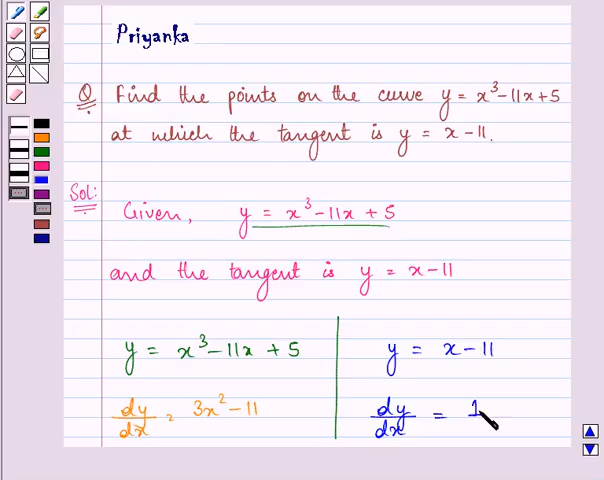 Priyanka
Q Find the points on the curve y = x³-11x+5
at which the tangent is y = x-11.
Sol: Given, y = x³-11x+5
and the tangent is y = x-11
y = x³-11x+5 y = x-11
dy/dx = 3x²-11 dy/dx = 1